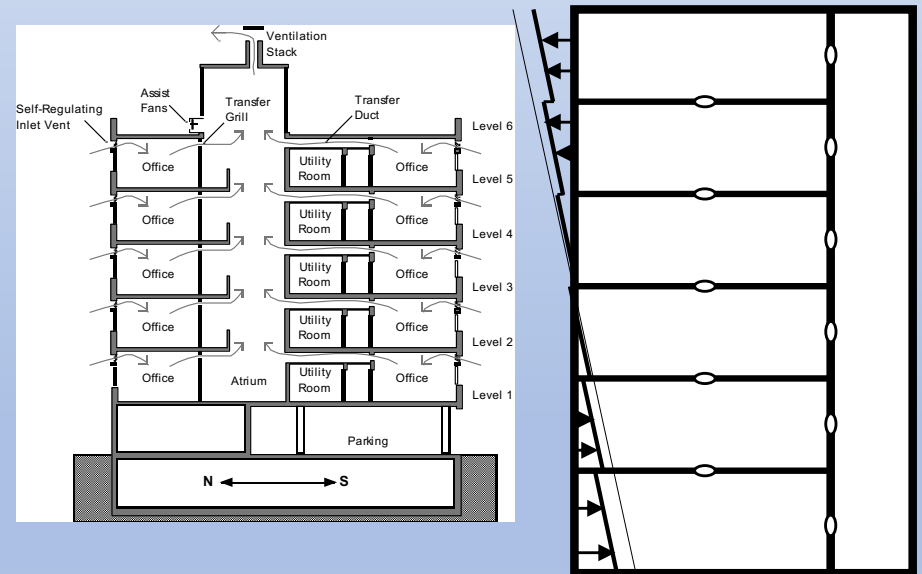 Ventilation
Stack
Assist
Fans
Transfer
Grill
Transfer
Duct
Self-Regulating
Inlet Vent
Level 6
Office
Utility
Room
Office
Level 5
Office
Utility
Room
Office
Level 4
Office
Utility
Room
Office
Level 3
Office
Utility
Room
Office
Level 2
Office
Atrium
Utility
Room
Office
Level 1
Parking
N
S